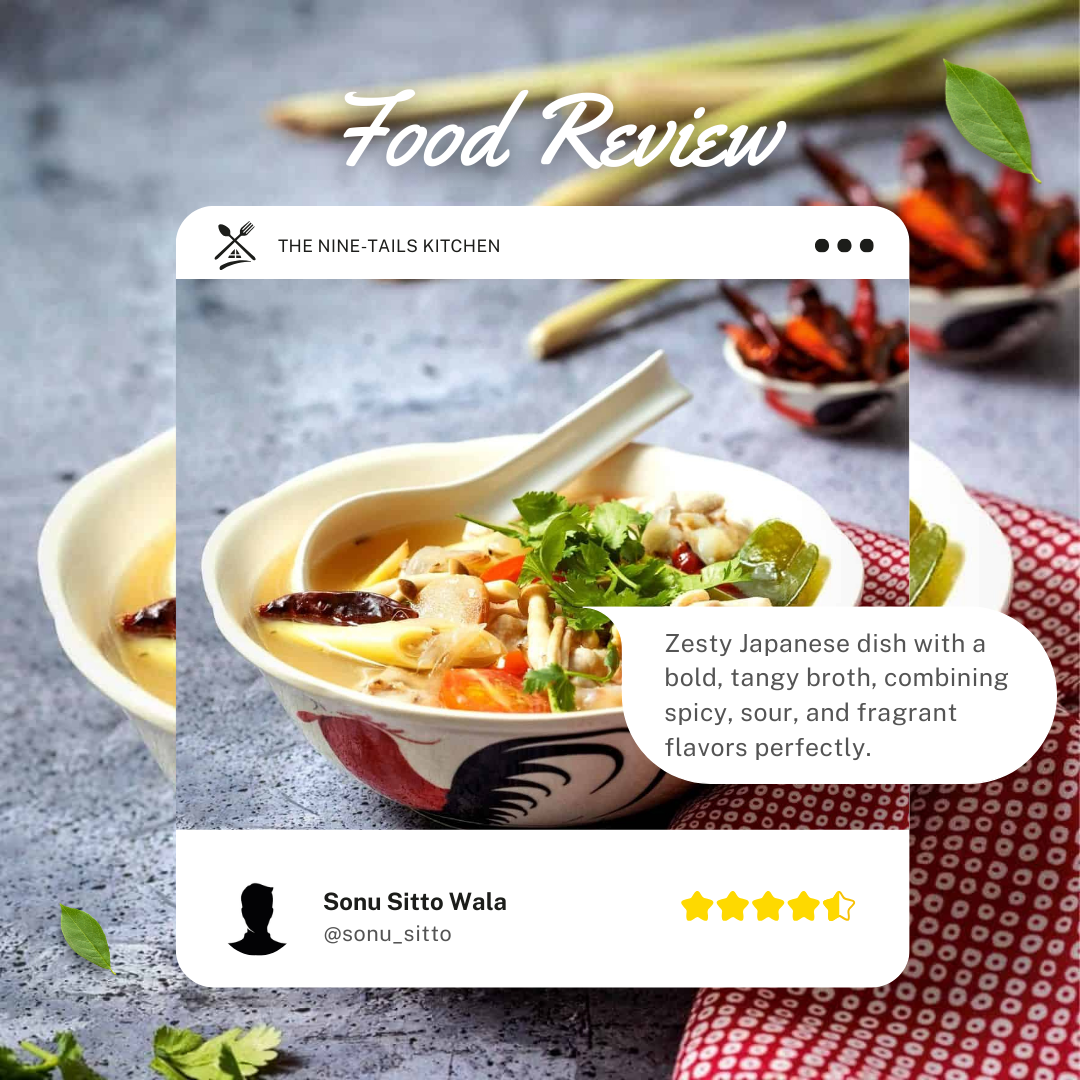 Food Review
THE NINE-TAILS KITCHEN
Zesty Japanese dish with a
bold, tangy broth, combining
spicy, sour, and fragrant
flavors perfectly.
Sonu Sitto Wala
@sonu_sitto